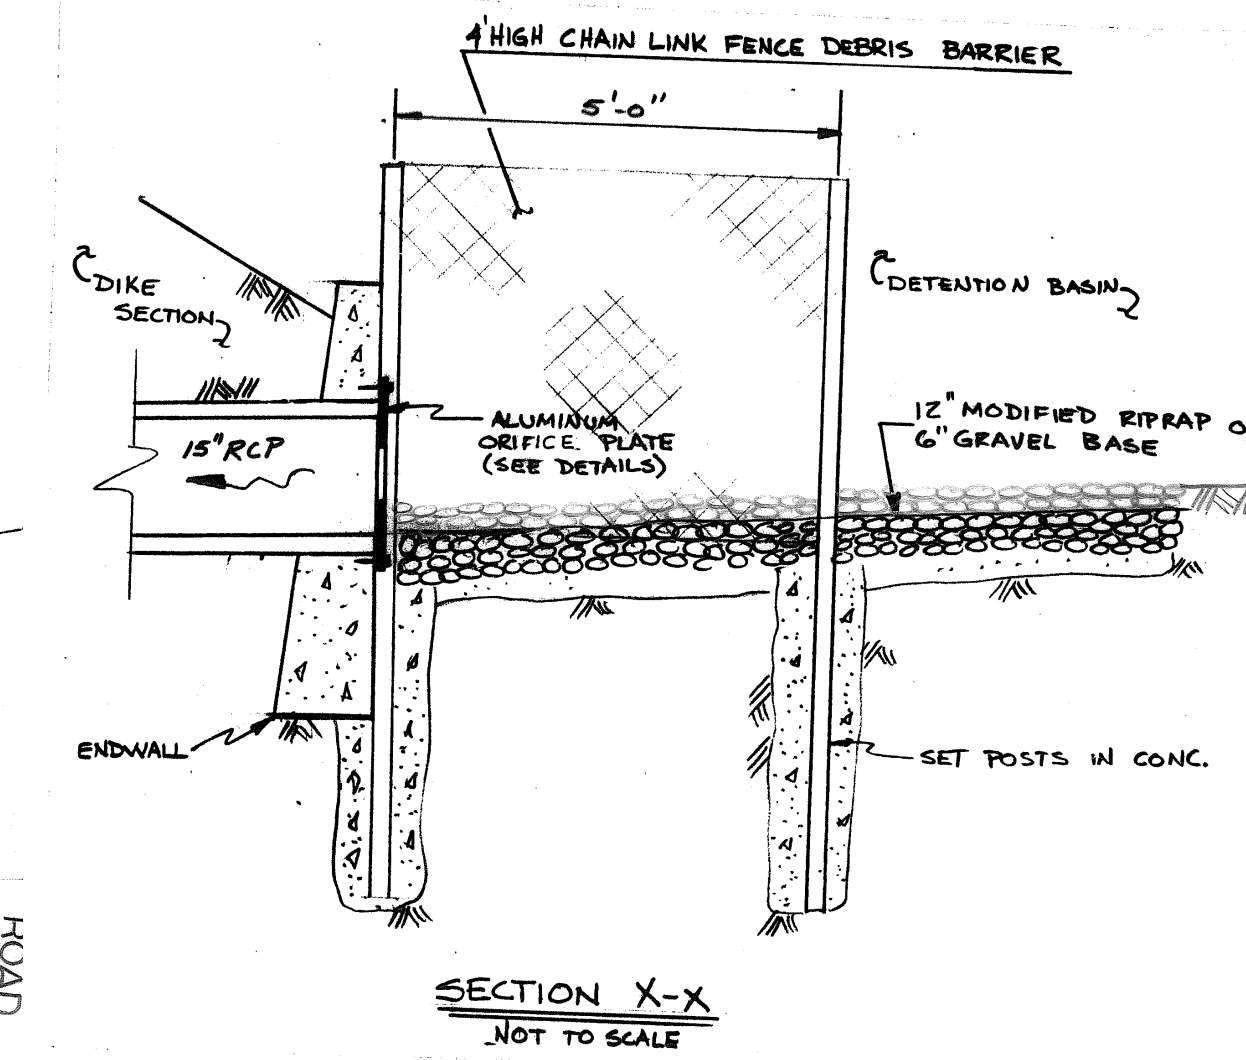 4' HIGH CHAIN LINK FENCE DEBRIS BARRIER
5'-0"
DIKE
SECTION
DETENTION BASIN
12" MODIFIED RIPRAP O
6" GRAVEL BASE
ALUMINUM
ORIFICE PLATE
(SEE DETAILS)
15" RCP
ENDWALL
SET POSTS IN CONC.
SECTION X-X
NOT TO SCALE
ROAD